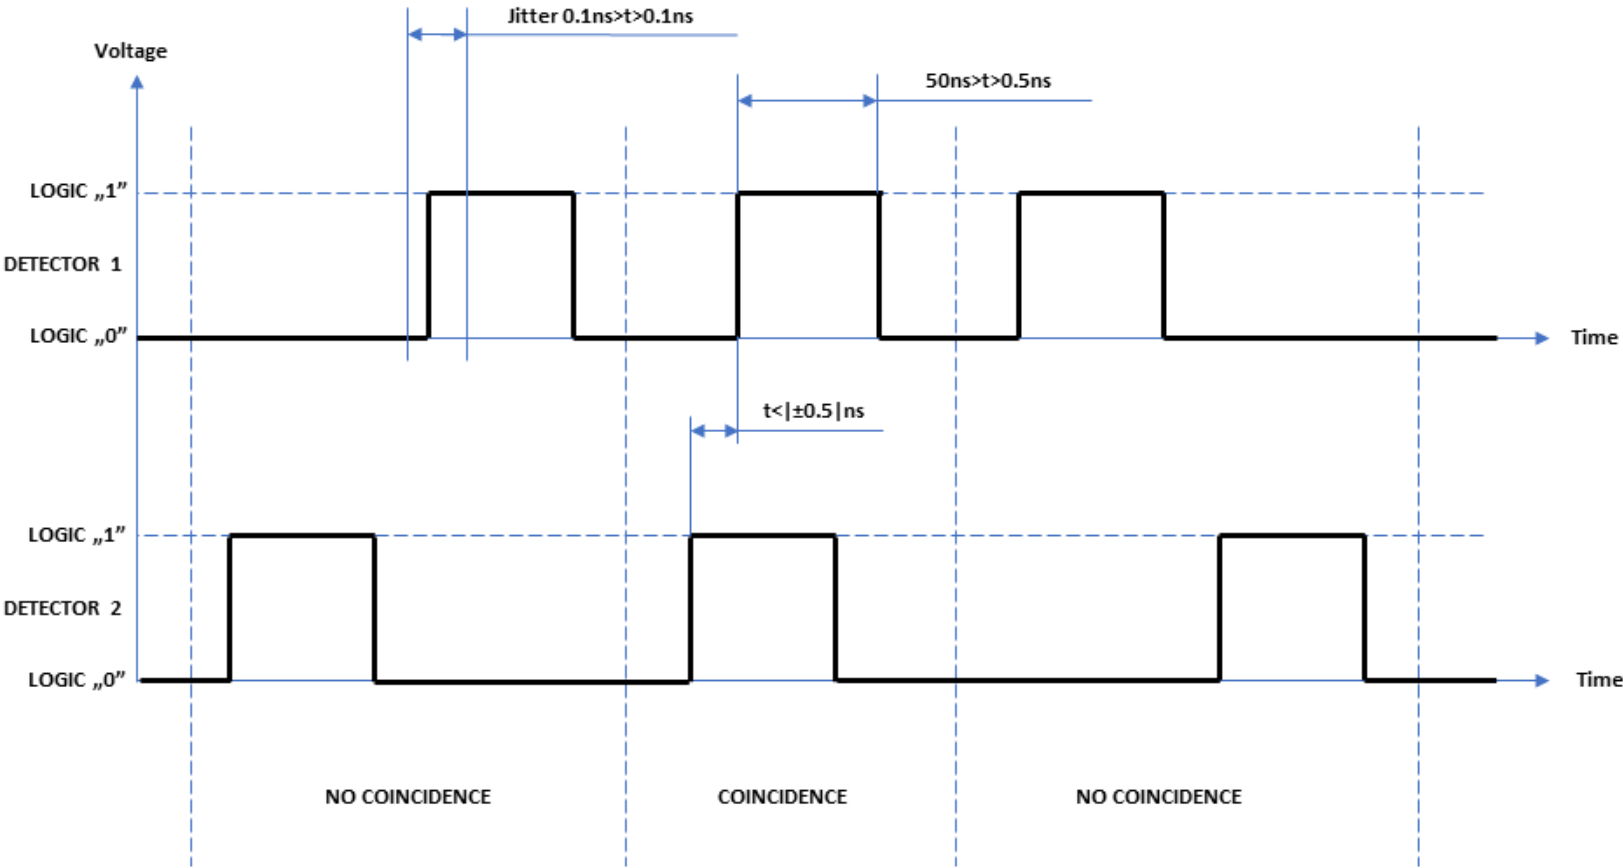 Jitter 0.1ns>t>0.1ns
Voltage
50ns>t>0.5ns
LOGIC „1”
DETECTOR 1
LOGIC „0”
Time
t<|±0.5|ns
LOGIC „1”
DETECTOR 2
LOGIC „0”
Time
NO COINCIDENCE
COINCIDENCE
NO COINCIDENCE